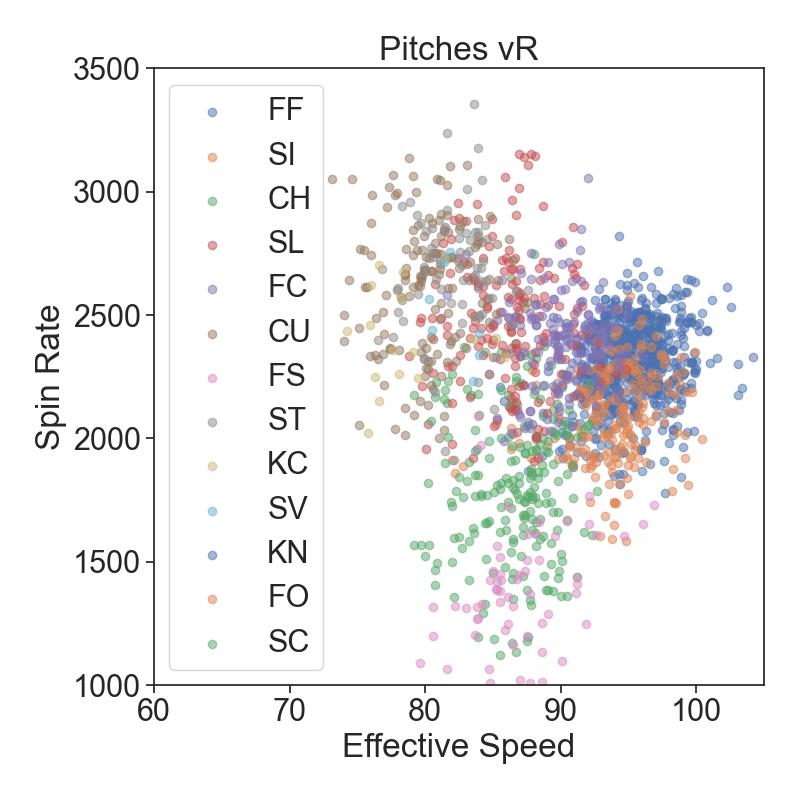 Pitches vR
3500
3000
2500
2000
1500
1000
Spin Rate
FF
SI
CH
SL
FC
CU
FS
ST
KC
SV
KN
FO
SC
60 70 80 90 100
Effective Speed